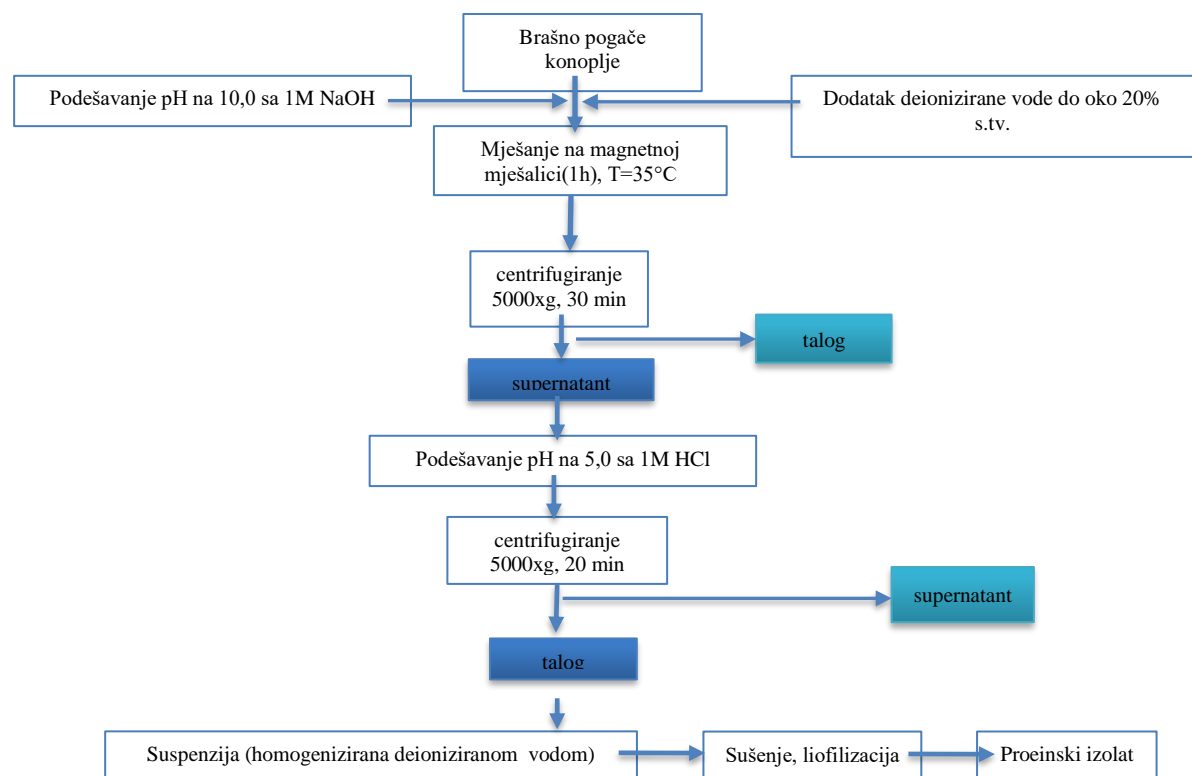 Brašno pogače
konoplje
Podešavanje pH na 10,0 sa 1M NaOH
Dodatak deionizirane vode do oko 20%
s.tv.
Mješanje na magnetnoj
mješalici(1h), T=35°C
centrifugiranje
5000xg, 30 min
talog
supernatant
Podešavanje pH na 5,0 sa 1M HCl
centrifugiranje
5000xg, 20 min
supernatant
talog
Suspenzija (homogenizirana deioniziranom vodom)
Sušenje, liofilizacija
Proeinski izolat